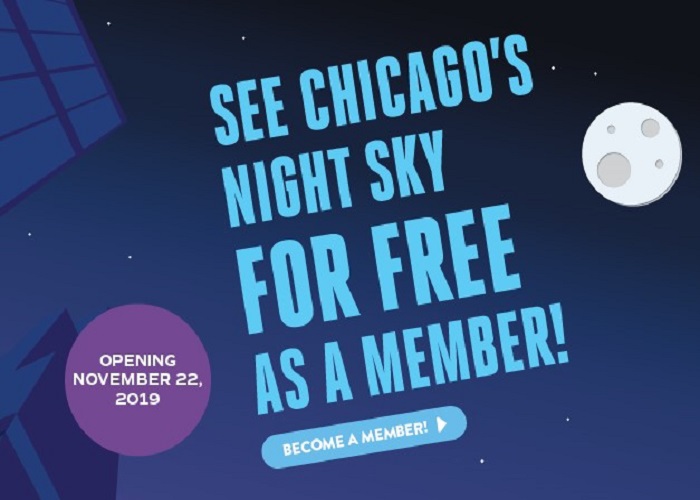 SEE CHICAGO'S
NIGHT SKY
FOR FREE
AS A MEMBER!
BECOME A MEMBER!
OPENING
NOVEMBER 22,
2019